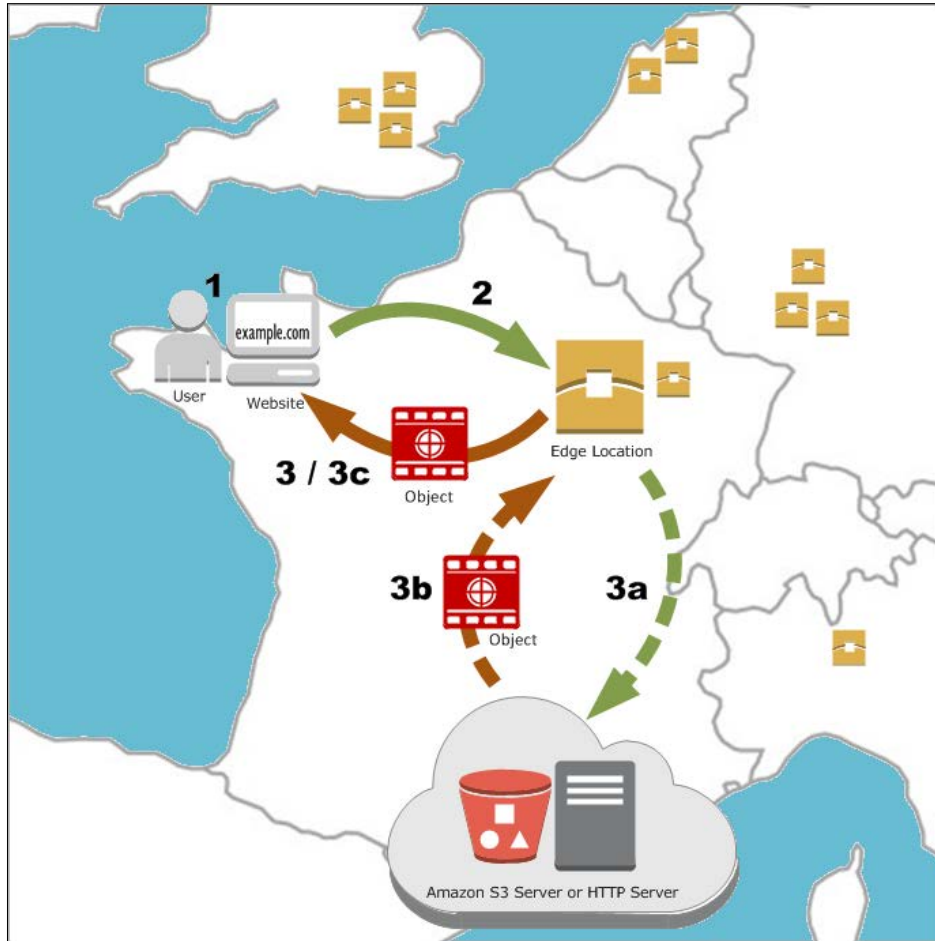 1
2
example.com
User
Website
Edge Location
3 / 3c
Object
3b
3a
Object
Amazon S3 Server or HTTP Server